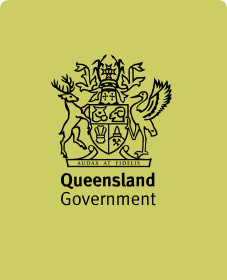 AUDAX AT FIDELIS
Queensland
Government